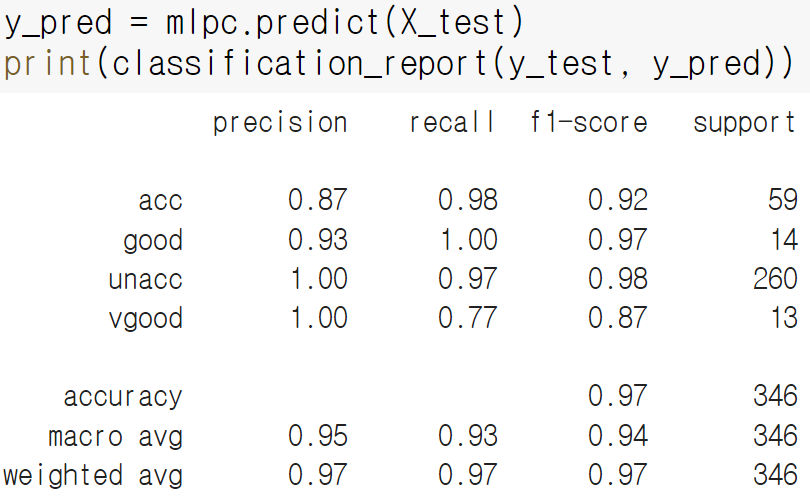 y_pred = mlpc.predict(X_test)
print(classification_report(y_test, y_pred))
precision recall f1-score support
acc 0.87 0.98 0.92 59
good 0.93 1.00 0.97 14
unacc 1.00 0.97 0.98 260
vgood 1.00 0.77 0.87 13
accuracy 0.97 346
macro avg 0.95 0.93 0.94 346
weighted avg 0.97 0.97 0.97 346